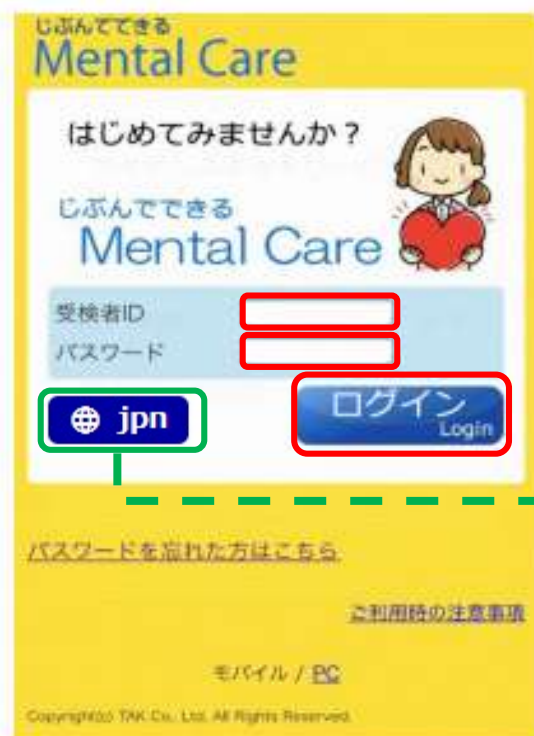 じぶんでできる
Mental Care
はじめてみませんか？
じぶんでできる
Mental Care
受検者ID
パスワード
jpn
ログイン
Login
パスワードを忘れた方はこちら
ご利用時の注意事項
モバイル / PC
Copyright(c) TAK Co., Ltd. All Rights Reserved.